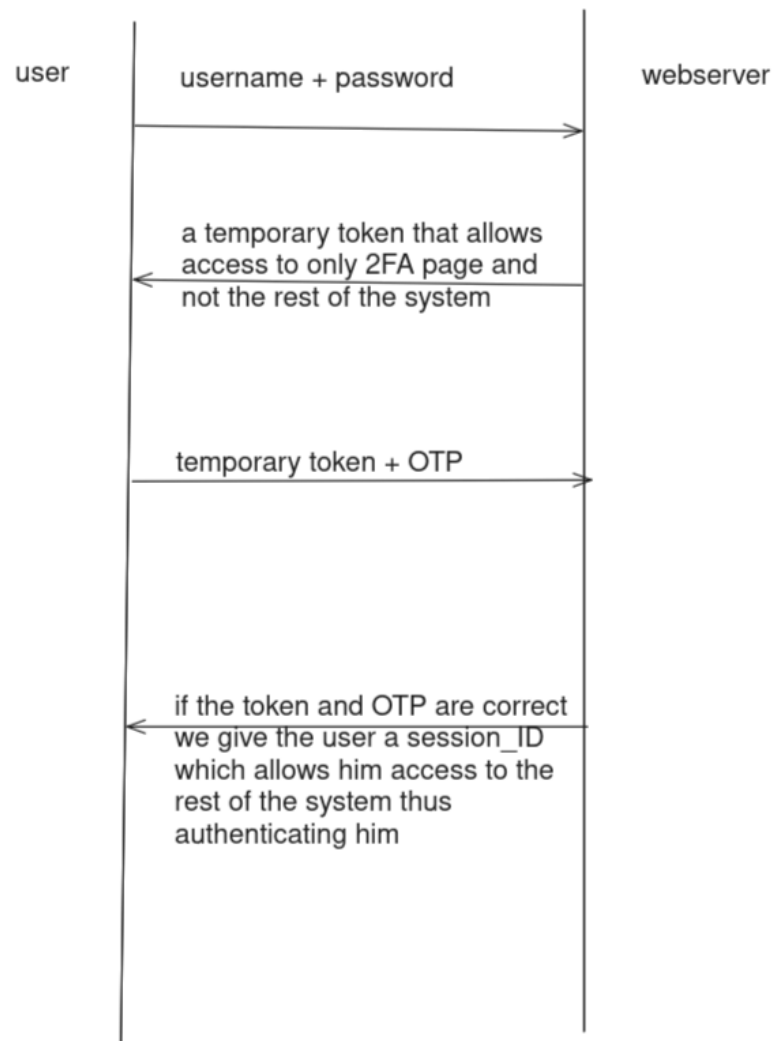 user
username + password
webserver
a temporary token that allows
access to only 2FA page and
not the rest of the system
temporary token + OTP
if the token and OTP are correct
we give the user a session_ID
which allows him access to the
rest of the system thus
authenticating him